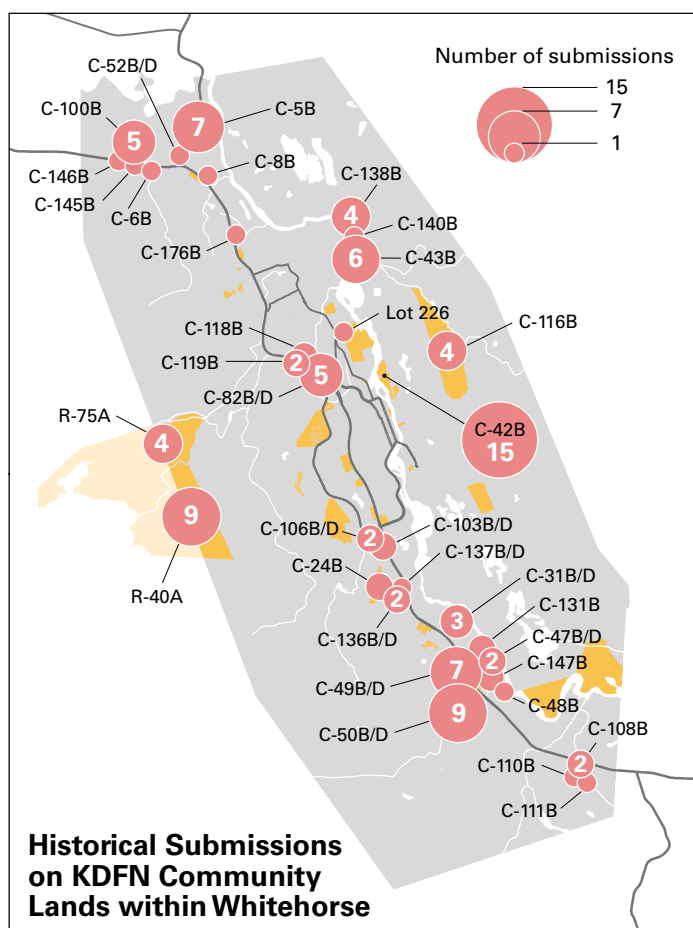 Number of submissions
15
7
1
C-52B/D
C-100B
5
7
C-5B
C-146B
C-145B
C-6B
C-8B
C-176B
C-138B
4
C-140B
6
C-43B
Lot 226
C-118B
C-119B
2
C-82B/D
5
C-116B
4
C-42B
15
R-75A
4
9
R-40A
C-106B/D
2
C-103B/D
C-24B
C-137B/D
2
C-136B/D
C-31B/D
3
C-131B
C-47B/D
2
C-147B
C-49B/D
7
C-48B
C-50B/D
9
C-108B
2
C-110B
C-111B
Historical Submissions
on KDFN Community
Lands within Whitehorse